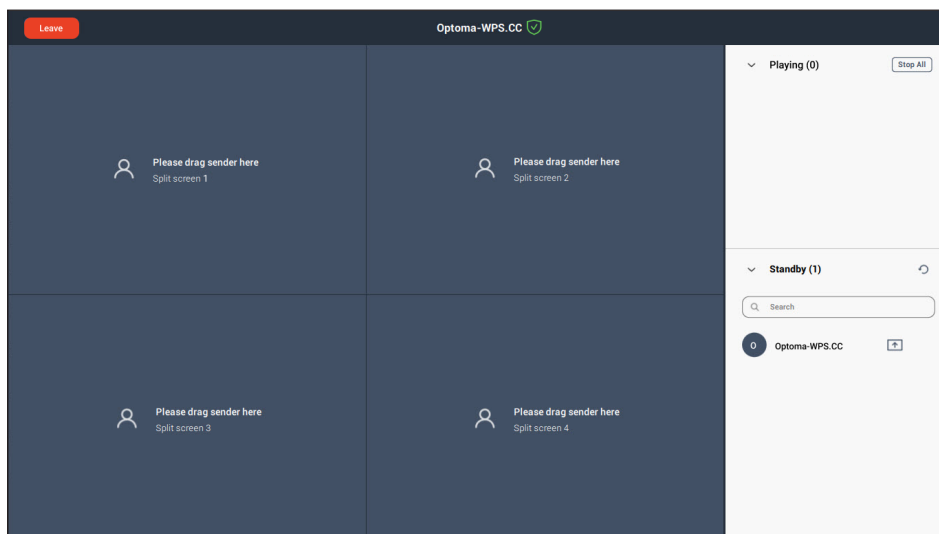 Leave
Optoma-WPS.CC
Please drag sender here
Split screen 1
Please drag sender here
Split screen 2
Please drag sender here
Split screen 3
Please drag sender here
Split screen 4
Playing (0)
Stop All
Standby (1)
Search
O
Optoma-WPS.CC